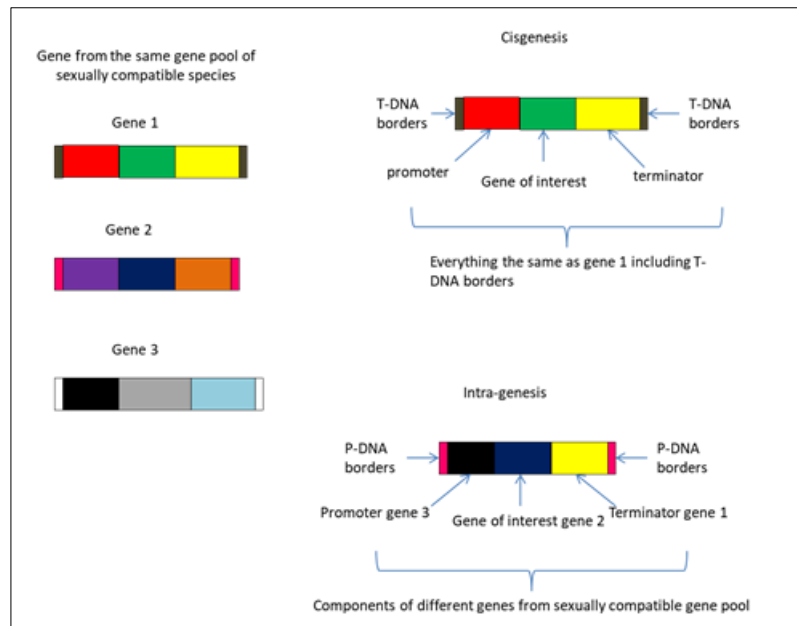 Gene from the same gene pool of
sexually compatible species
Gene 1
Gene 2
Gene 3
Cisgenesis
T-DNA
borders
T-DNA
borders
promoter
Gene of interest
terminator
Everything the same as gene 1 including T-
DNA borders
Intra-genesis
P-DNA
borders
P-DNA
borders
Promoter gene 3
Gene of interest gene 2
Terminator gene 1
Components of different genes from sexually compatible gene pool